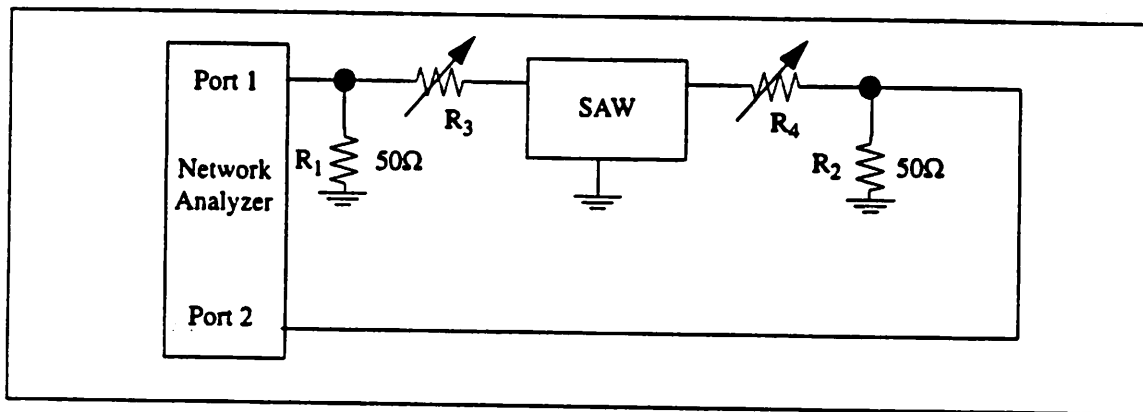 Port 1
R3
SAW
R4
R1 50Ω
R2 50Ω
Network
Analyzer
Port 2